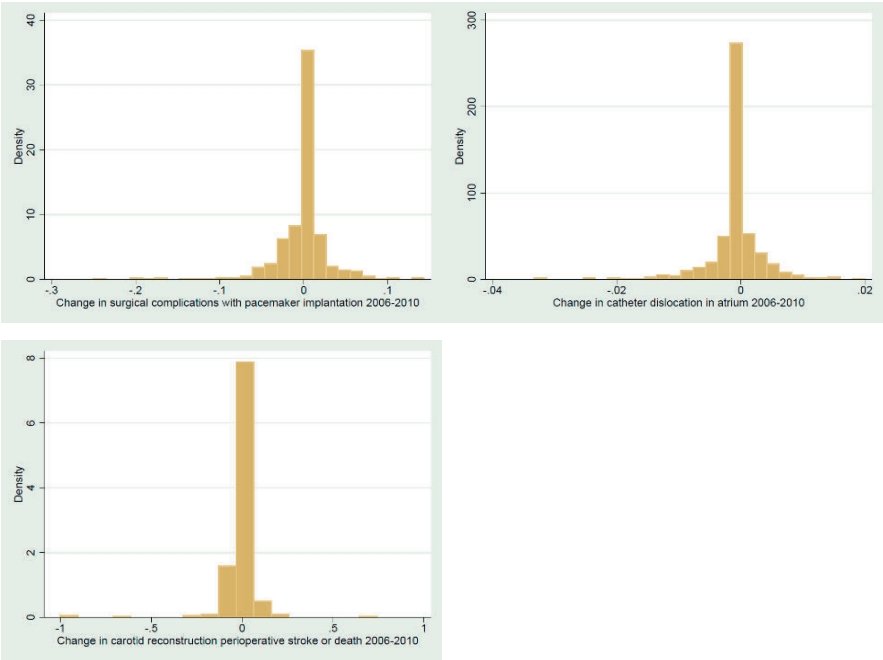 40
30
20
10
0
Density
-.3 -.2 -.1 0 .1
Change in surgical complications with pacemaker implantation 2006-2010
300
200
100
0
Density
-.04 -.02 0 .02
Change in catheter dislocation in atrium 2006-2010
8
6
4
2
0
Density
-1 -.5 0 .5 1
Change in carotid reconstruction perioperative stroke or death 2006-2010